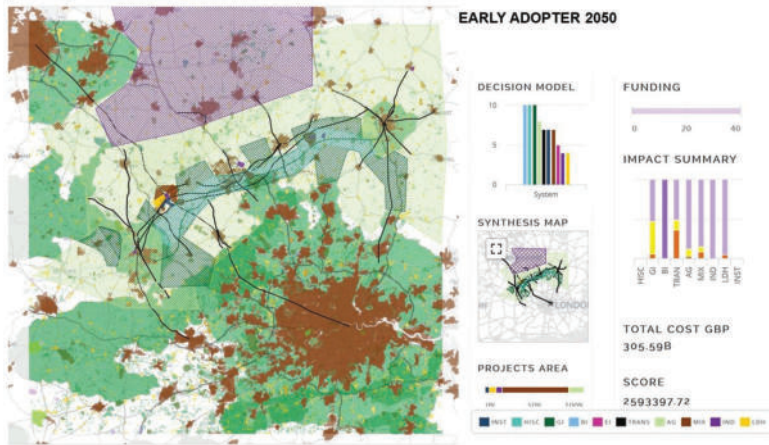 EARLY ADOPTER 2050
DECISION MODEL
10
5
0
System
SYNTHESIS MAP
LONDON
PROJECTS AREA
FUNDING
0 20 40
IMPACT SUMMARY
HISC
GI
BI
TRAN
AG
MIX
IND
LDH
INST
TOTAL COST GBP
305.59B
SCORE
2593397.72
INST HISC GI BI EI TRANS AG MIX IND LDH